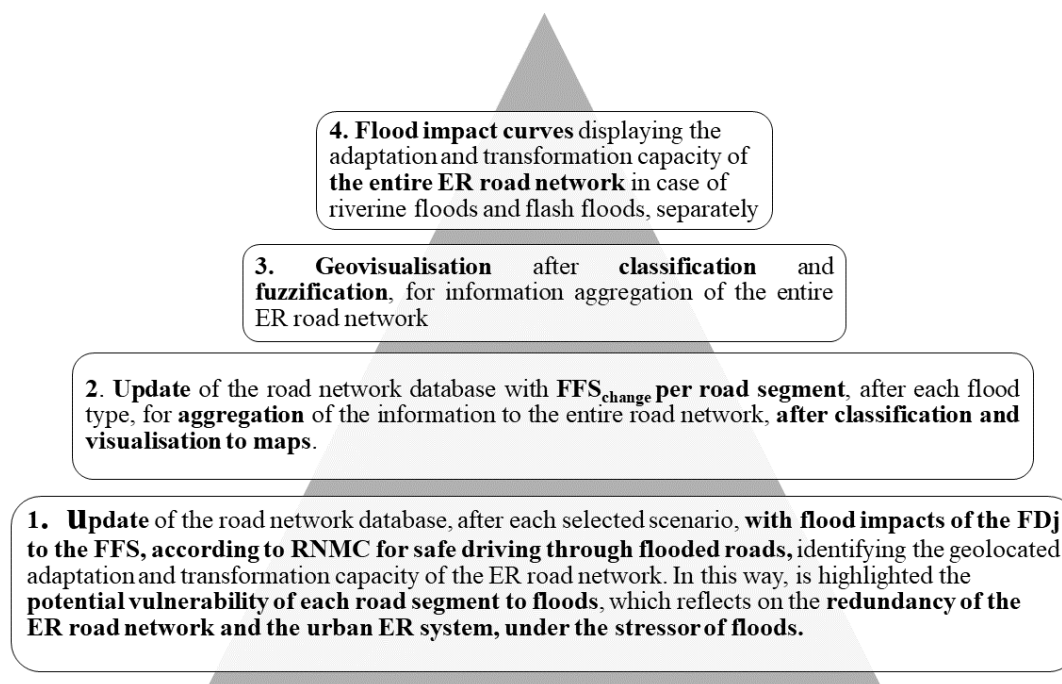 4. Flood impact curves displaying the
adaptation and transformation capacity of
the entire ER road network in case of
riverine floods and flash floods, separately
3. Geovisualisation after classification and
fuzzification, for information aggregation of the entire
ER road network
2. Update of the road network database with FFSchange per road segment, after each flood
type, for aggregation of the information to the entire road network, after classification and
visualisation to maps.
1. update of the road network database, after each selected scenario, with flood impacts of the FDj
to the FFS, according to RNMC for safe driving through flooded roads, identifying the geolocated
adaptation and transformation capacity of the ER road network. In this way, is highlighted the
potential vulnerability of each road segment to floods, which reflects on the redundancy of the
ER road network and the urban ER system, under the stressor of floods.